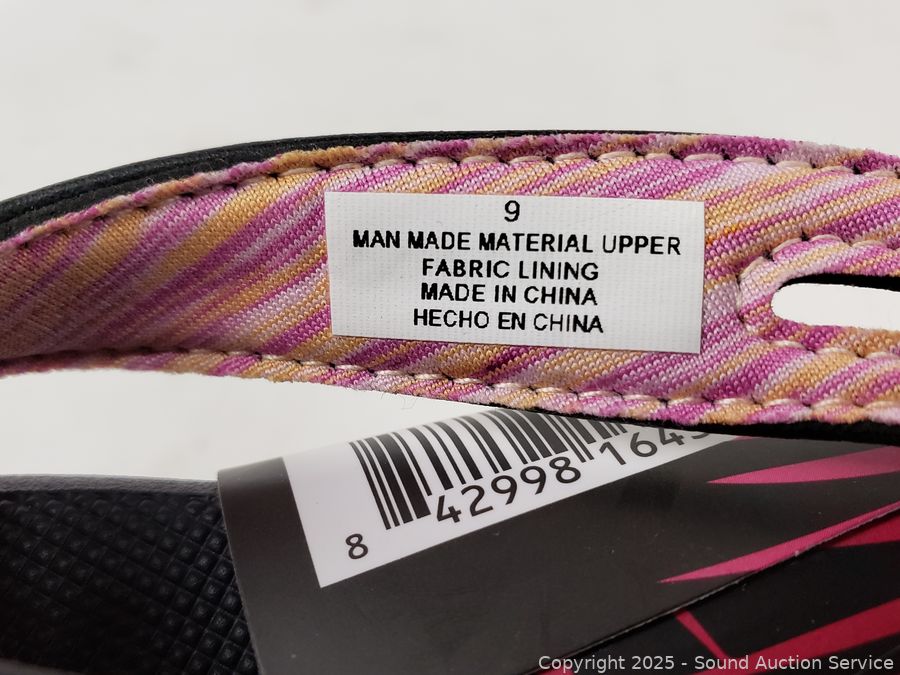 9
MAN MADE MATERIAL UPPER
FABRIC LINING
MADE IN CHINA
HECHO EN CHINA
8 42998 1645
Copyright 2025 - Sound Auction Service